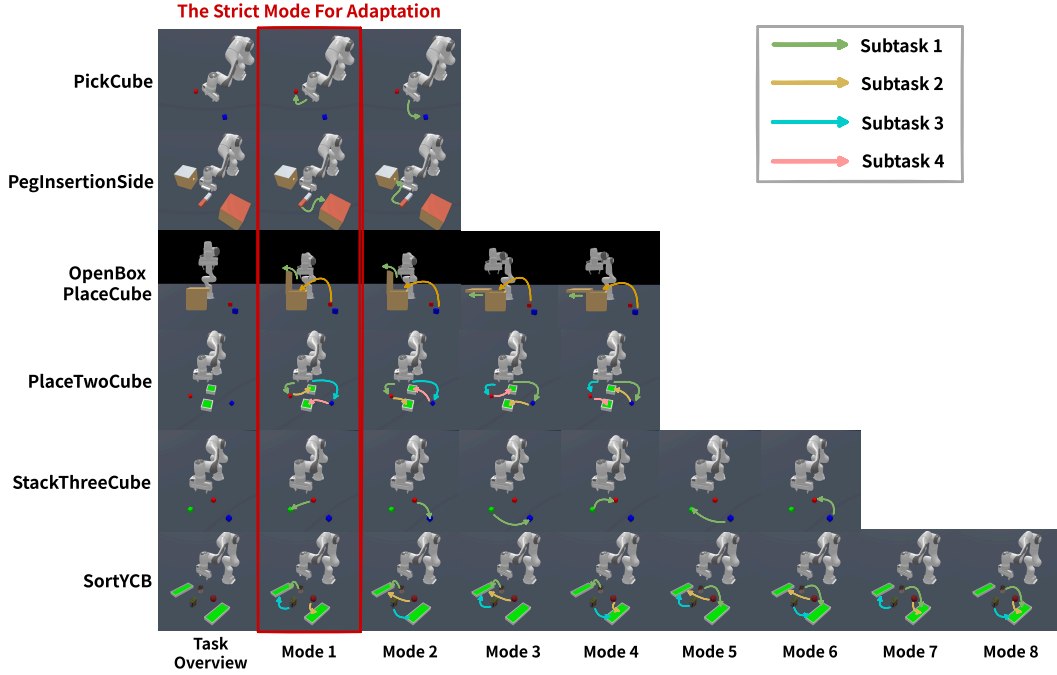 The Strict Mode For Adaptation
Subtask 1
Subtask 2
Subtask 3
Subtask 4
PickCube
PegInsertionSide
OpenBox
PlaceCube
PlaceTwoCube
StackThreeCube
SortYCB
Task
Overview
Mode 1
Mode 2
Mode 3
Mode 4
Mode 5
Mode 6
Mode 7
Mode 8